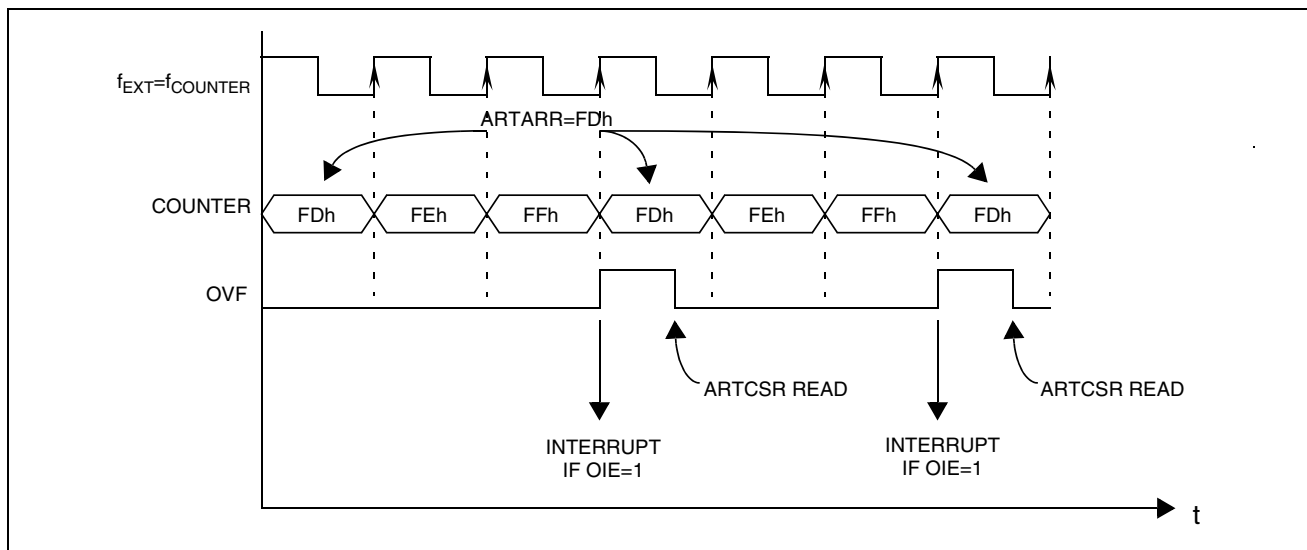 fEXT=fCOUNTER
ARTARR=FDh
COUNTER
FDh
FEh
FFh
FDh
FEh
FFh
FDh
OVF
ARTCSR READ
ARTCSR READ
INTERRUPT
IF OIE=1
INTERRUPT
IF OIE=1
t